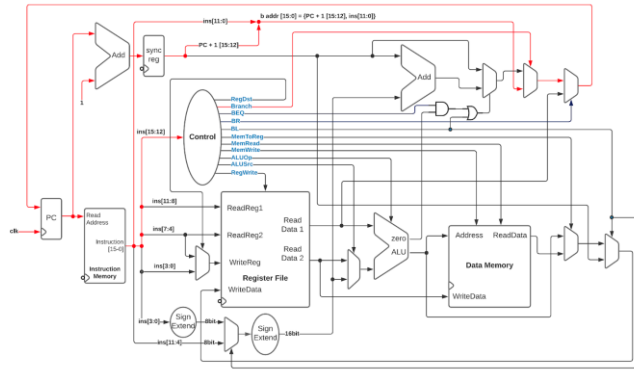 ins[11:0]
b addr [15:0] = {PC + 1 [15:12], ins[11:0]}
Add
sync
reg
PC + 1 [15:12]
1
Add
RegDst
Branch
BEQ
BR
BL
MemToReg
MemRead
MemWrite
ALUOp
ALUSrc
RegWrite
Control
ins[15:12]
PC
clk
Read
Address
Instruction
[15-0]
Instruction
Memory
ins[11:8]
ins[7:4]
ins[3:0]
ReadReg1
ReadReg2
WriteReg
WriteData
Read
Data 1
Read
Data 2
Register File
zero
ALU
Address
ReadData
Data Memory
WriteData
ins[3:0]
Sign
Extend
8bit
ins[11:4]
8bit
Sign
Extend
16bit